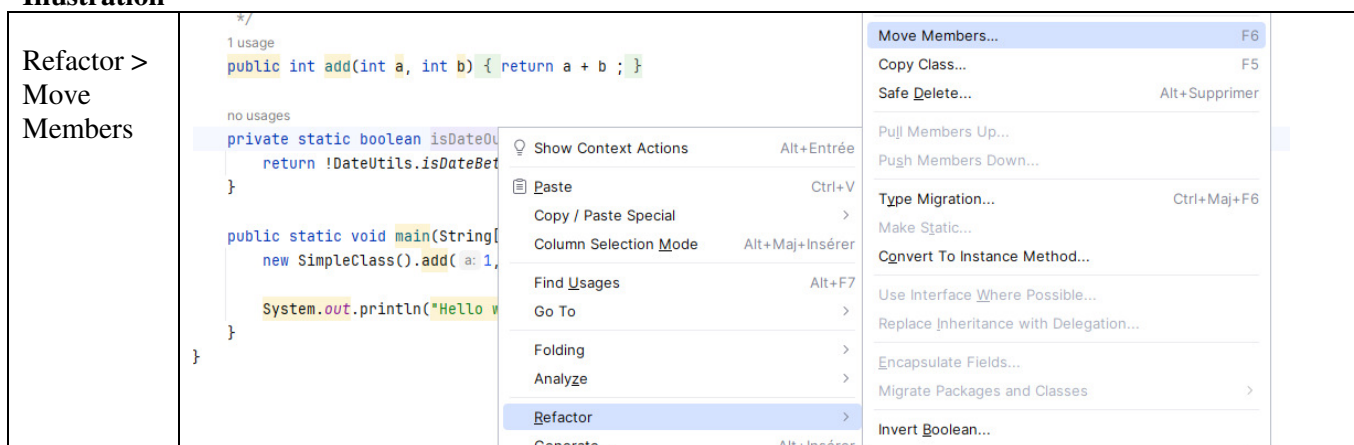 Illustration
Refactor >
Move
Members
*/
1 usage
public int add(int a, int b) { return a + b ; }
no usages
private static boolean isDateOu
return !DateUtils.isDateBet
}
public static void main(String[
new SimpleClass().add( a: 1,
System.out.println("Hello w
}
}
Show Context Actions Alt+Entrée
Paste Ctrl+V
Copy / Paste Special >
Column Selection Mode Alt+Maj+Insérer
Find Usages Alt+F7
Go To >
Folding >
Analyze >
Refactor >
Generate Alt+Insérer
Move Members... F6
Copy Class... F5
Safe Delete... Alt+Supprimer
Pull Members Up...
Push Members Down...
Type Migration... Ctrl+Maj+F6
Make Static...
Convert To Instance Method...
Use Interface Where Possible...
Replace Inheritance with Delegation...
Encapsulate Fields...
Migrate Packages and Classes >
Invert Boolean...